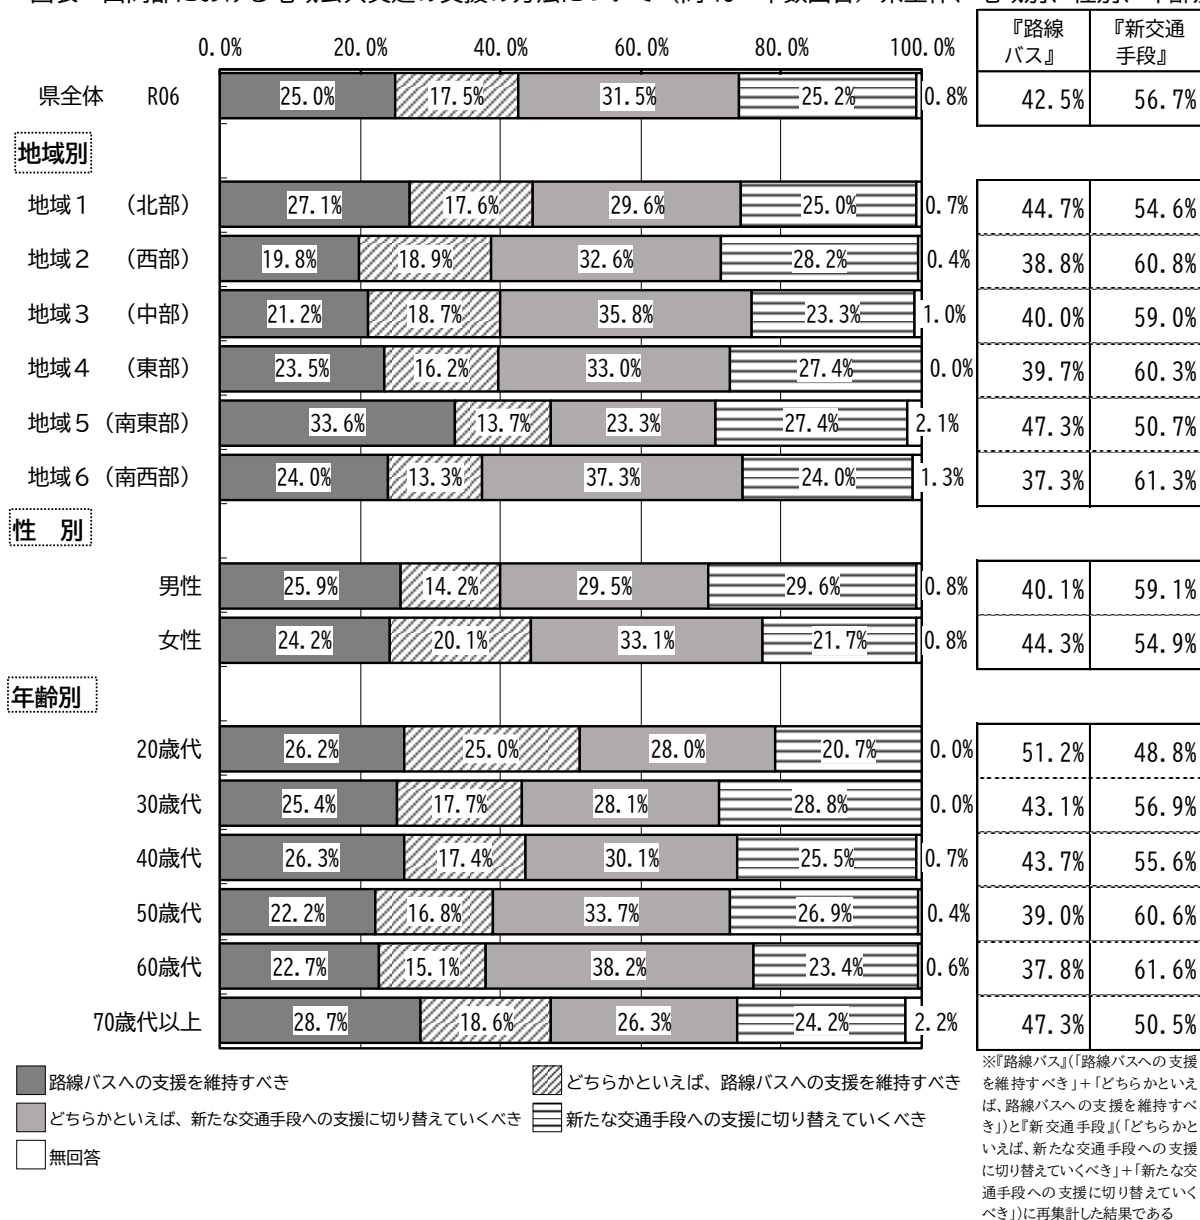 0.0% 20.0% 40.0% 60.0% 80.0% 100.0% 『路線バス』 『新交通手段』
県全体 R06 25.0% 17.5% 31.5% 25.2% 0.8% 42.5% 56.7%
地域別
地域1 (北部) 27.1% 17.6% 29.6% 25.0% 0.7% 44.7% 54.6%
地域2 (西部) 19.8% 18.9% 32.6% 28.2% 0.4% 38.8% 60.8%
地域3 (中部) 21.2% 18.7% 35.8% 23.3% 1.0% 40.0% 59.0%
地域4 (東部) 23.5% 16.2% 33.0% 27.4% 0.0% 39.7% 60.3%
地域5 (南東部) 33.6% 13.7% 23.3% 27.4% 2.1% 47.3% 50.7%
地域6 (南西部) 24.0% 13.3% 37.3% 24.0% 1.3% 37.3% 61.3%
性 別
男性 25.9% 14.2% 29.5% 29.6% 0.8% 40.1% 59.1%
女性 24.2% 20.1% 33.1% 21.7% 0.8% 44.3% 54.9%
年齢別
20歳代 26.2% 25.0% 28.0% 20.7% 0.0% 51.2% 48.8%
30歳代 25.4% 17.7% 28.1% 28.8% 0.0% 43.1% 56.9%
40歳代 26.3% 17.4% 30.1% 25.5% 0.7% 43.7% 55.6%
50歳代 22.2% 16.8% 33.7% 26.9% 0.4% 39.0% 60.6%
60歳代 22.7% 15.1% 38.2% 23.4% 0.6% 37.8% 61.6%
70歳代以上 28.7% 18.6% 26.3% 24.2% 2.2% 47.3% 50.5%
路線バスへの支援を維持すべき どちらかといえば、路線バスへの支援を維持すべき
どちらかといえば、新たな交通手段への支援に切り替えていくべき 新たな交通手段への支援に切り替えていくべき
無回答
※『路線バス』(「路線バスへの支援
を維持すべき」+「どちらかといえ
ば、路線バスへの支援を維持すべ
き」)と『新交通手段』(「どちらかと
いえば、新たな交通手段への支援
に切り替えていくべき」+「新たな交
通手段への支援に切り替えていく
べき」)に再集計した結果である